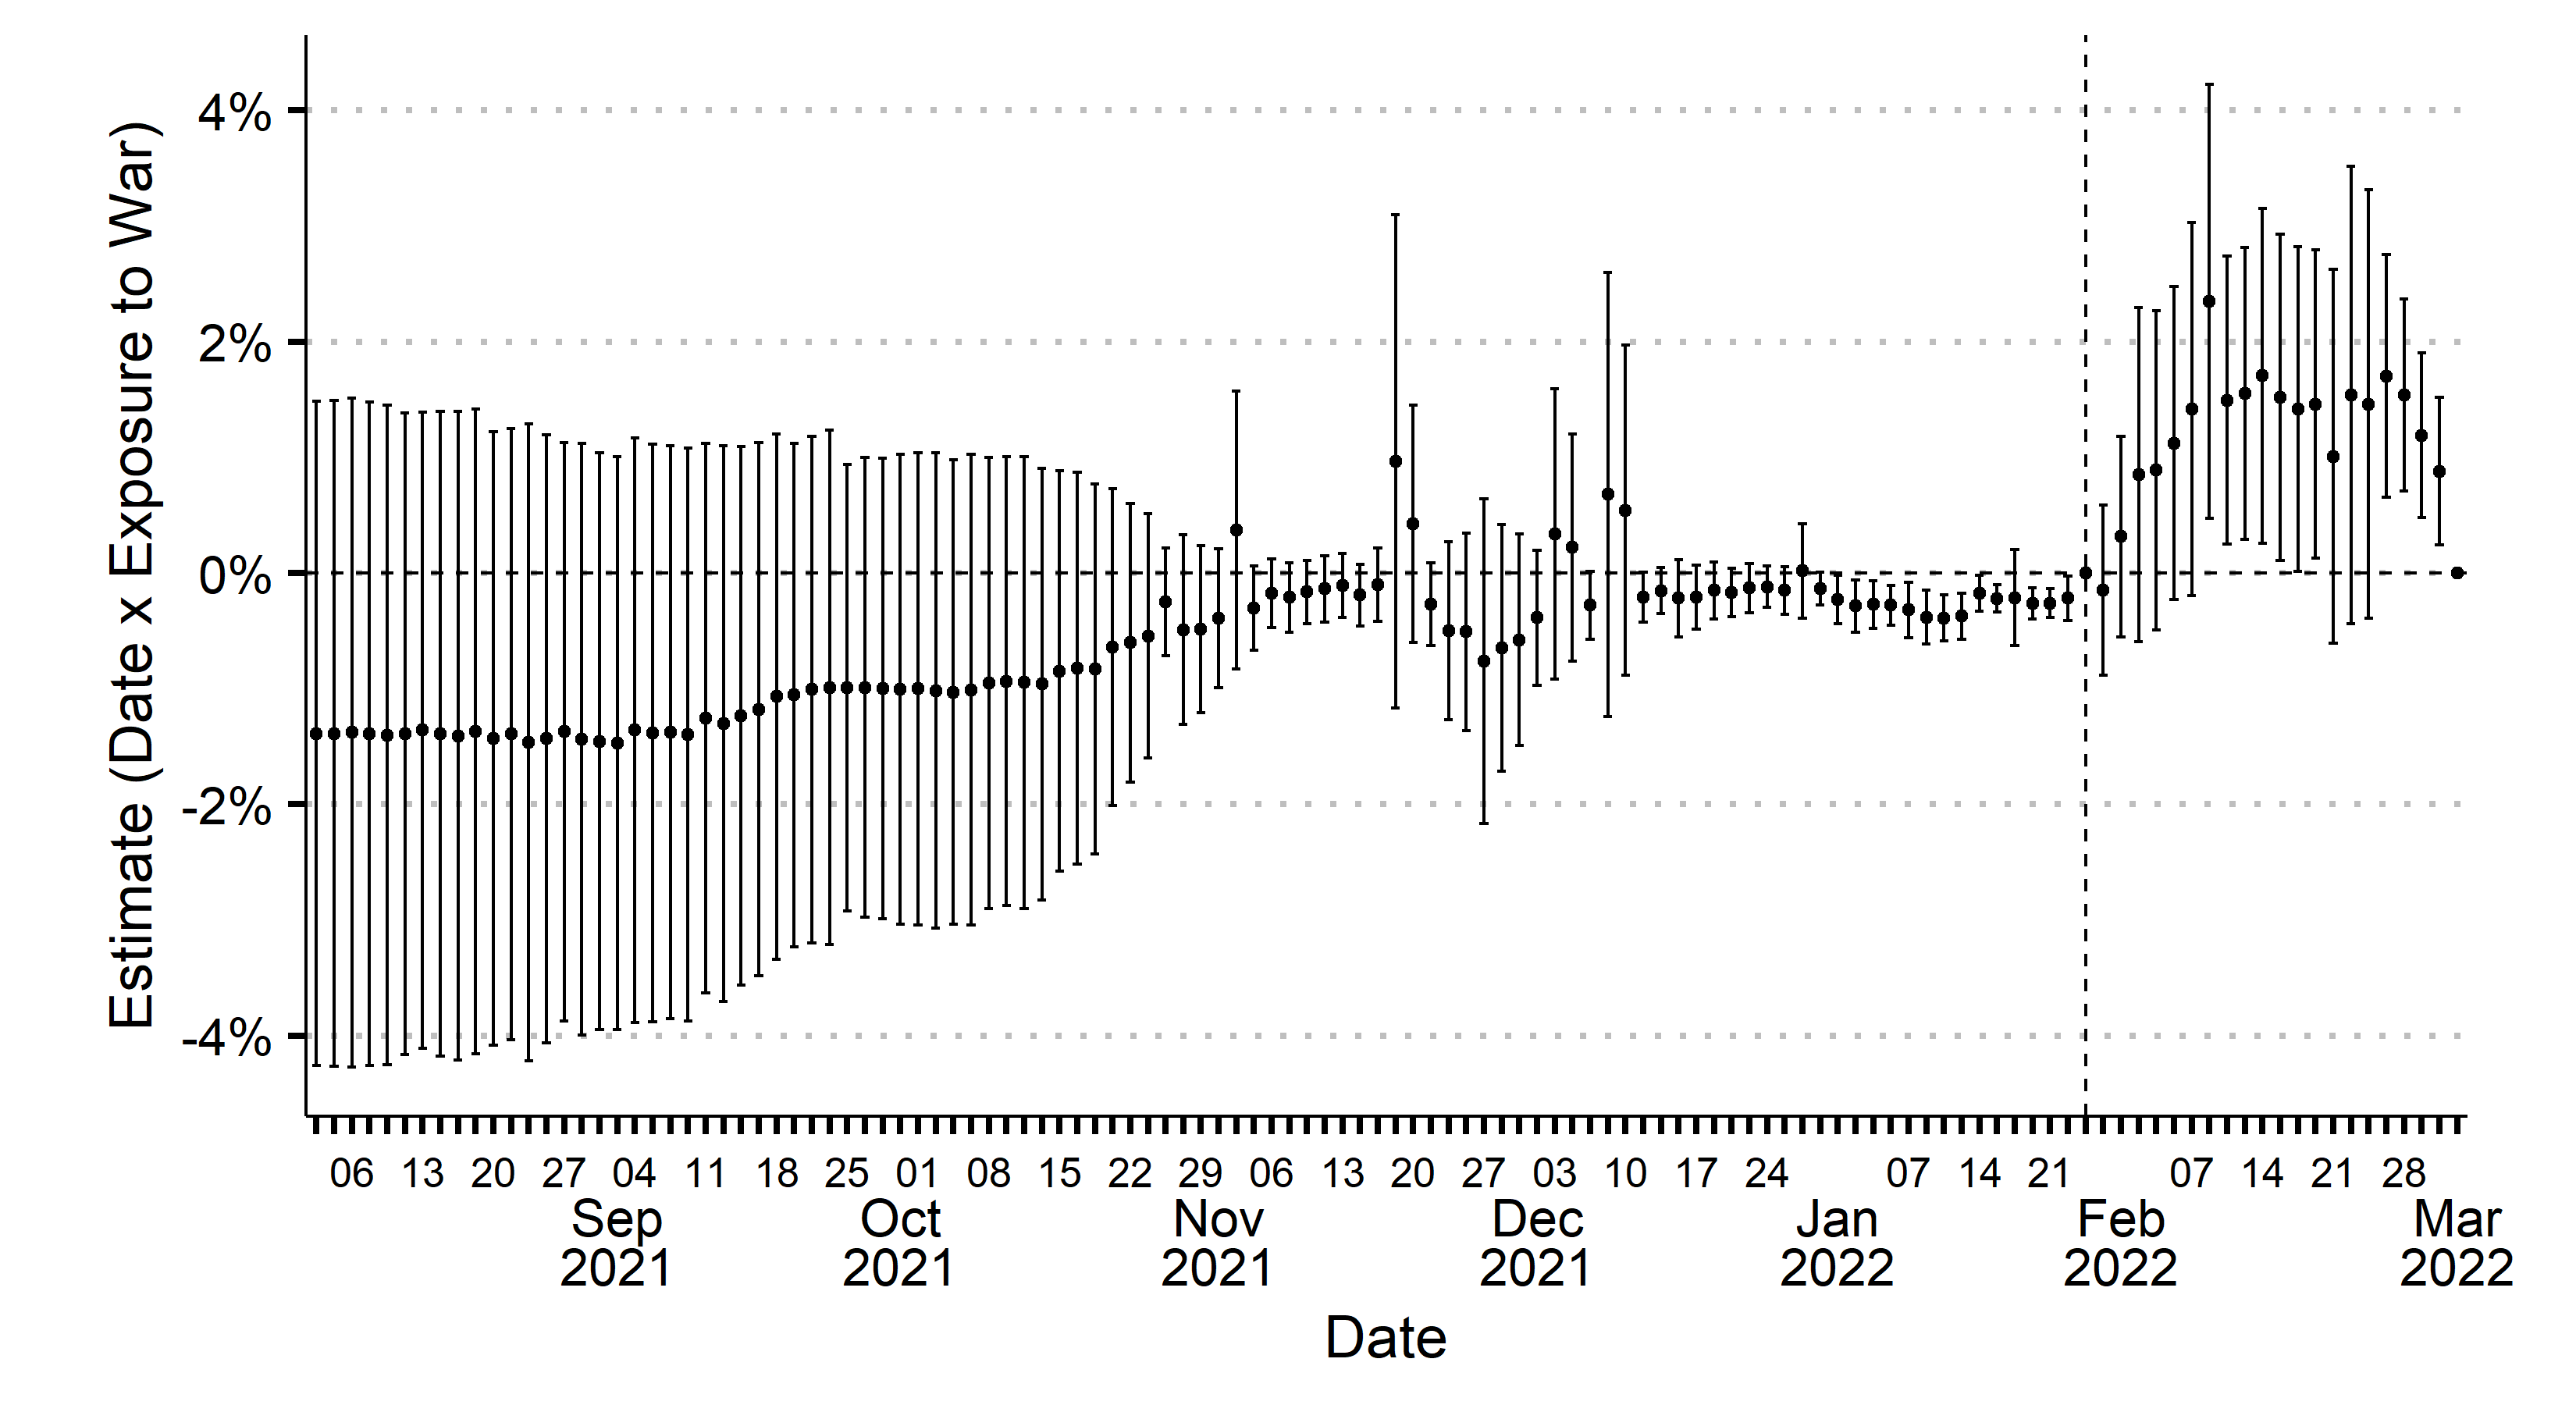 Estimate (Date x Exposure to War)
4%
2%
0%
-2%
-4%
06 13 20 27 04 11 18 25 01 08 15 22 29 06 13 20 27 03 10 17 24 07 14 21 07 14 21 28
Sep Oct Nov Dec Jan Feb Mar
2021 2021 2021 2021 2022 2022 2022
Date